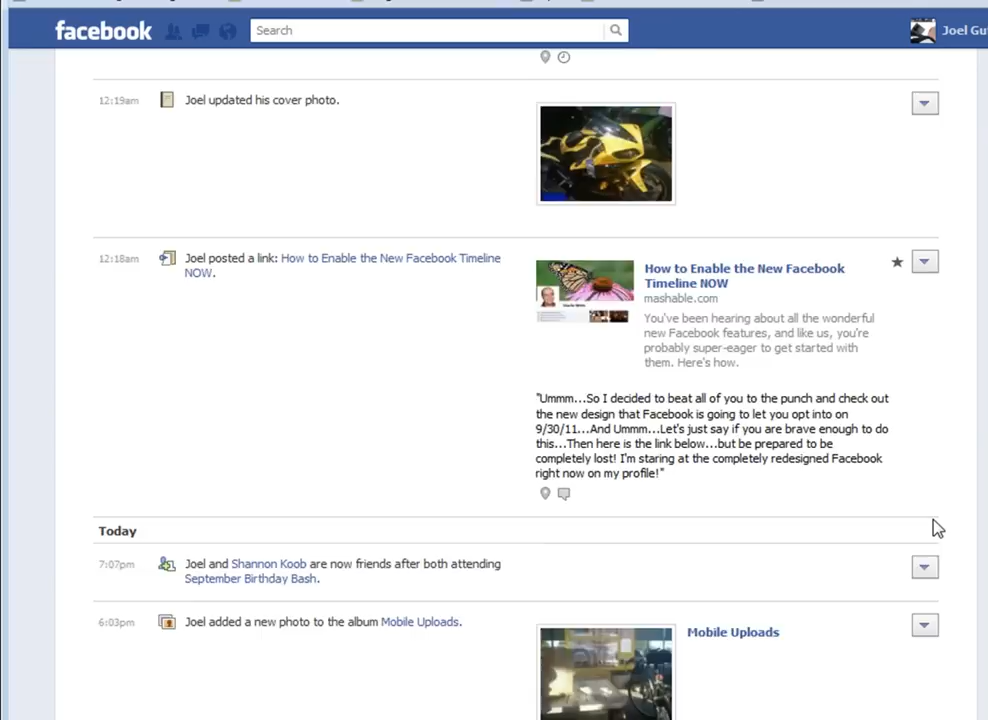 facebook
Search
Joel Gu
12:19am
Joel updated his cover photo.
12:18am
Joel posted a link: How to Enable the New Facebook Timeline
NOW.
How to Enable the New Facebook
Timeline NOW
mashable.com
You've been hearing about all the wonderful
new Facebook features, and like us, you're
probably super-eager to get started with
them. Here's how.
"Ummm...So I decided to beat all of you to the punch and check out
the new design that Facebook is going to let you opt into on
9/30/11...And Ummm...Let's just say if you are brave enough to do
this...Then here is the link below...but be prepared to be
completely lost! I'm staring at the completely redesigned Facebook
right now on my profile!"
Today
7:07pm
Joel and Shannon Koob are now friends after both attending
September Birthday Bash.
6:03pm
Joel added a new photo to the album Mobile Uploads.
Mobile Uploads